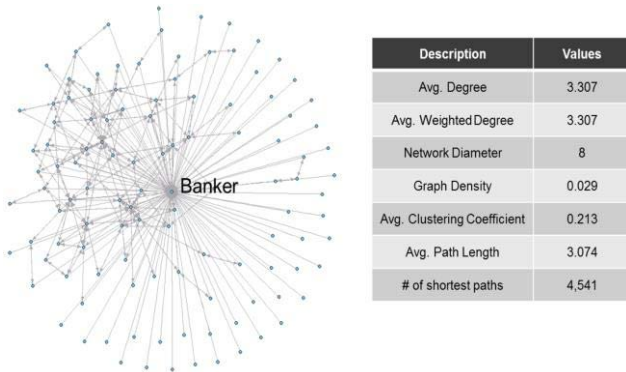 Banker
Description Values
Avg. Degree 3.307
Avg. Weighted Degree 3.307
Network Diameter 8
Graph Density 0.029
Avg. Clustering Coefficient 0.213
Avg. Path Length 3.074
# of shortest paths 4,541